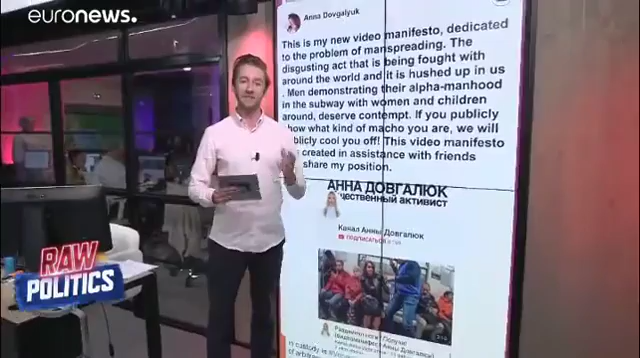 euronews.
Anna Dovgalyuk
This is my new video manifesto, dedicated
to the problem of manspreading. The
disgusting act that is being fought with
around the world and it is hushed up in us
. Men demonstrating their alpha-manhood
in the subway with women and children
around, deserve contempt. If you publicly
how what kind of macho you are, we will
blicly cool you off! This video manifesto
created in assistance with friends
share my position.
АННА ДОВГАЛЮК
щественный активист
Канал Анны Довгалюк
ПОДПИСАТЬСЯ
RAW
POLITICS